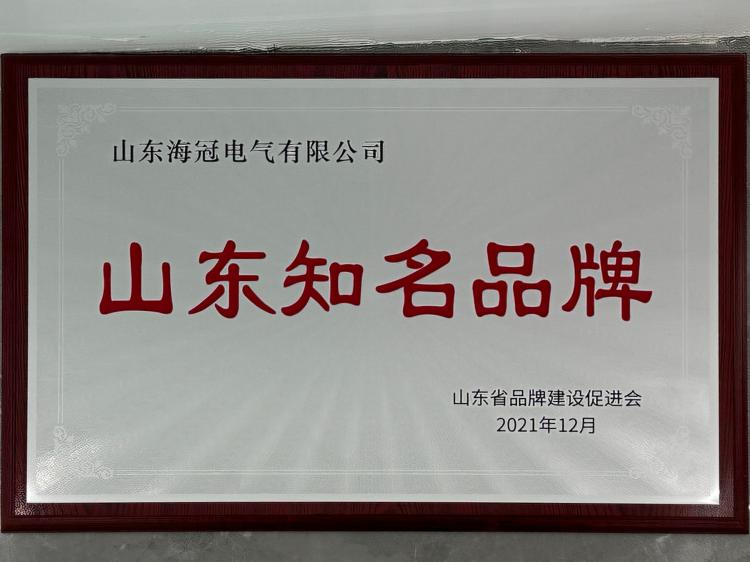 山东海冠电气有限公司
山东知名品牌
山东省品牌建设促进会
2021年12月